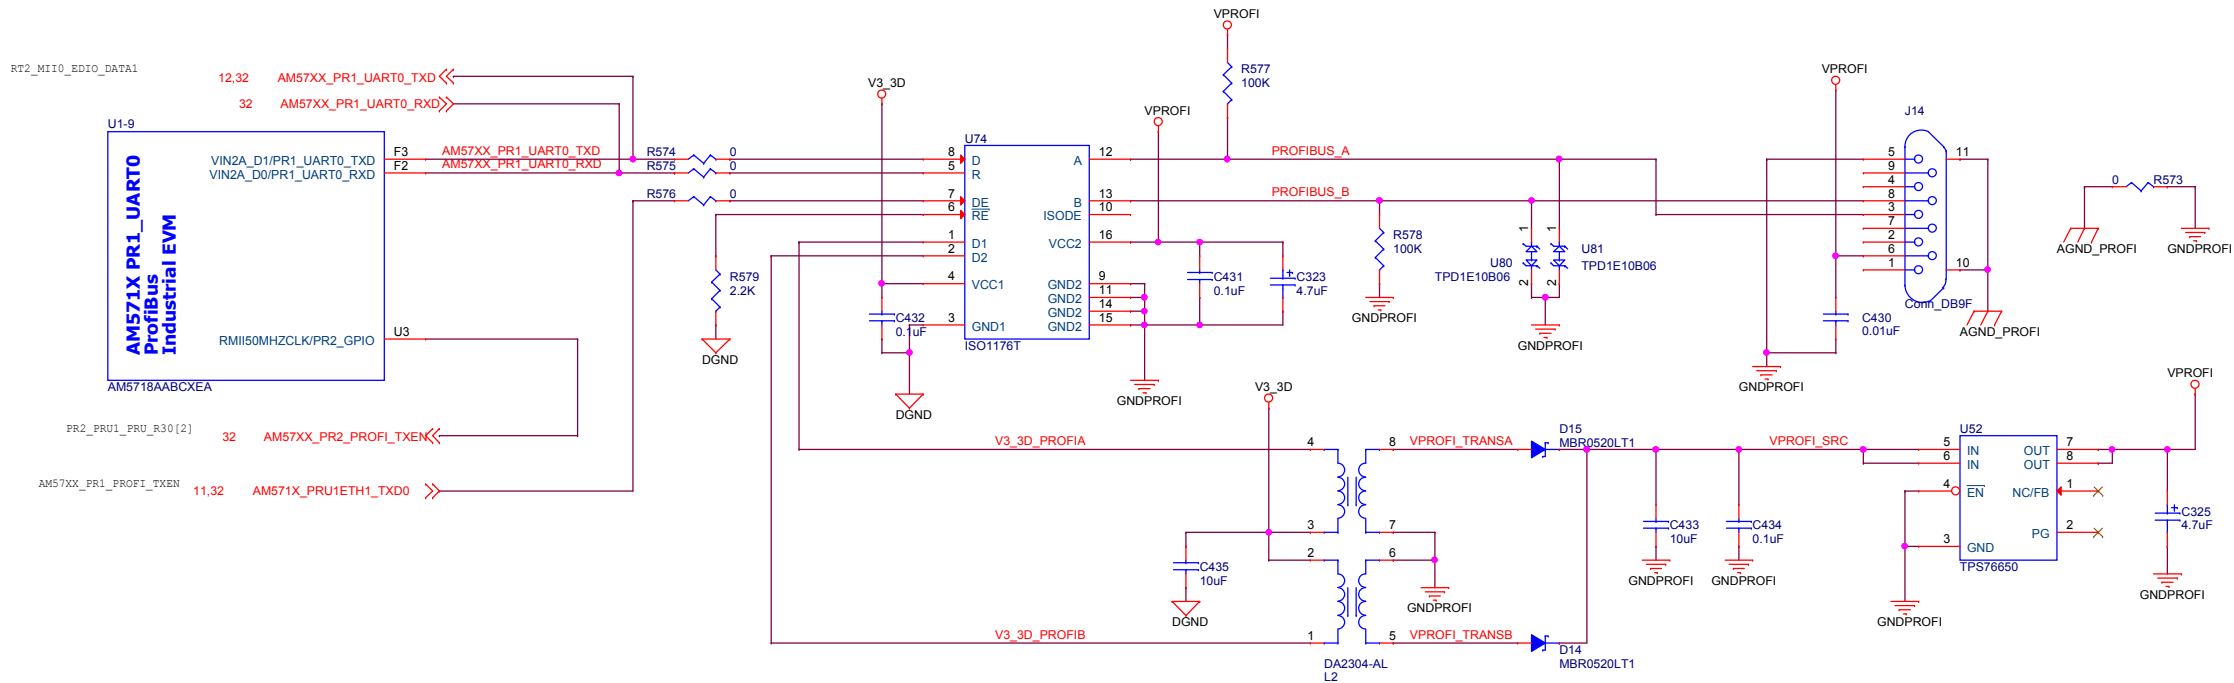 RT2_MII0_EDIO_DATA1
12,32 AM57XX_PR1_UART0_TXD
32 AM57XX_PR1_UART0_RXD
U1-9
AM571X PR1_UART0
ProfiBus
Industrial EVM
VIN2A_D1/PR1_UART0_TXD
VIN2A_D0/PR1_UART0_RXD
RMII50MHZCLK/PR2_GPIO
AM5718AABCXEA
F3
F2
U3
AM57XX_PR1_UART0_TXD
AM57XX_PR1_UART0_RXD
R574 0
R575 0
R576 0
PR2_PRU1_PRU_R30[2]
32 AM57XX_PR2_PROFI_TXEN
AM57XX_PR1_PROFI_TXEN
11,32 AM571X_PRU1ETH1_TXD0
R579
2.2K
DGND
V3_3D
C432
0.1uF
DGND
U74
8 D
5 R
7 DE
6 RE
1 D1
2 D2
4 VCC1
3 GND1
A 12
B 13
ISODE 10
VCC2 16
GND2 9
GND2 11
GND2 14
GND2 15
ISO1176T
VPROFI
R577
100K
VPROFI
PROFIBUS_A
PROFIBUS_B
C431
0.1uF
C323
4.7uF
+
GNDPROFI
R578
100K
GNDPROFI
1
1
U80
TPD1E10B06
U81
TPD1E10B06
2
2
GNDPROFI
VPROFI
J14
5
9
4
8
3
7
2
6
1
11
10
Conn_DB9F
C430
0.01uF
GNDPROFI
AGND_PROFI
0 R573
AGND_PROFI
GNDPROFI
V3_3D
V3_3D_PROFIA
V3_3D_PROFIB
C435
10uF
DGND
4
3
2
1
8
7
6
5
DA2304-AL
L2
VPROFI_TRANSA
VPROFI_TRANSB
GNDPROFI
D15
MBR0520LT1
D14
MBR0520LT1
C433
10uF
GNDPROFI
C434
0.1uF
GNDPROFI
VPROFI_SRC
U52
5 IN
6 IN
4 EN
3 GND
OUT 7
OUT 8
NC/FB 1
PG 2
TPS76650
GNDPROFI
VPROFI
+
C325
4.7uF
GNDPROFI